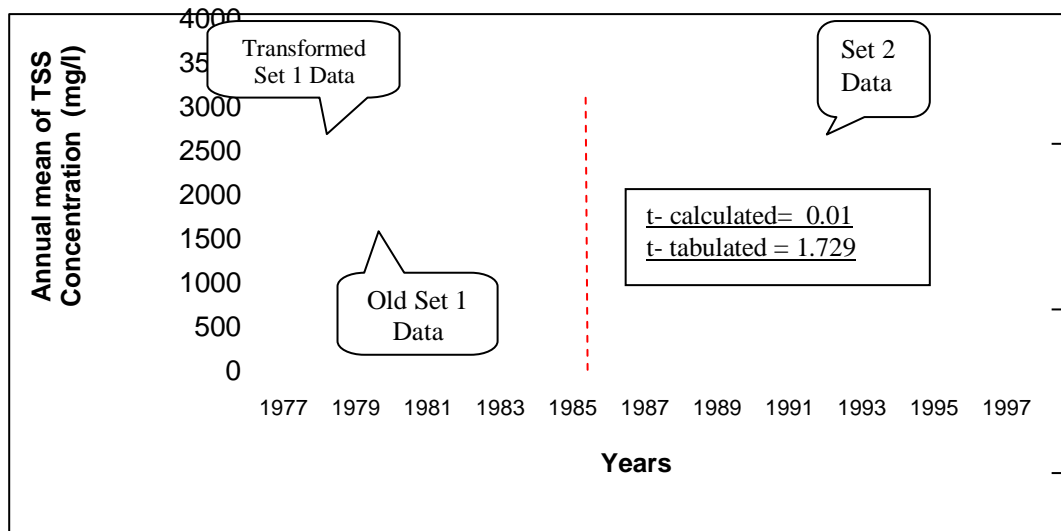 4000
3500
3000
2500
2000
1500
1000
500
0
Annual mean of TSS
Concentration (mg/l)
Transformed
Set 1 Data
Set 2
Data
t- calculated= 0.01
t- tabulated = 1.729
Old Set 1
Data
1977 1979 1981 1983 1985 1987 1989 1991 1993 1995 1997
Years